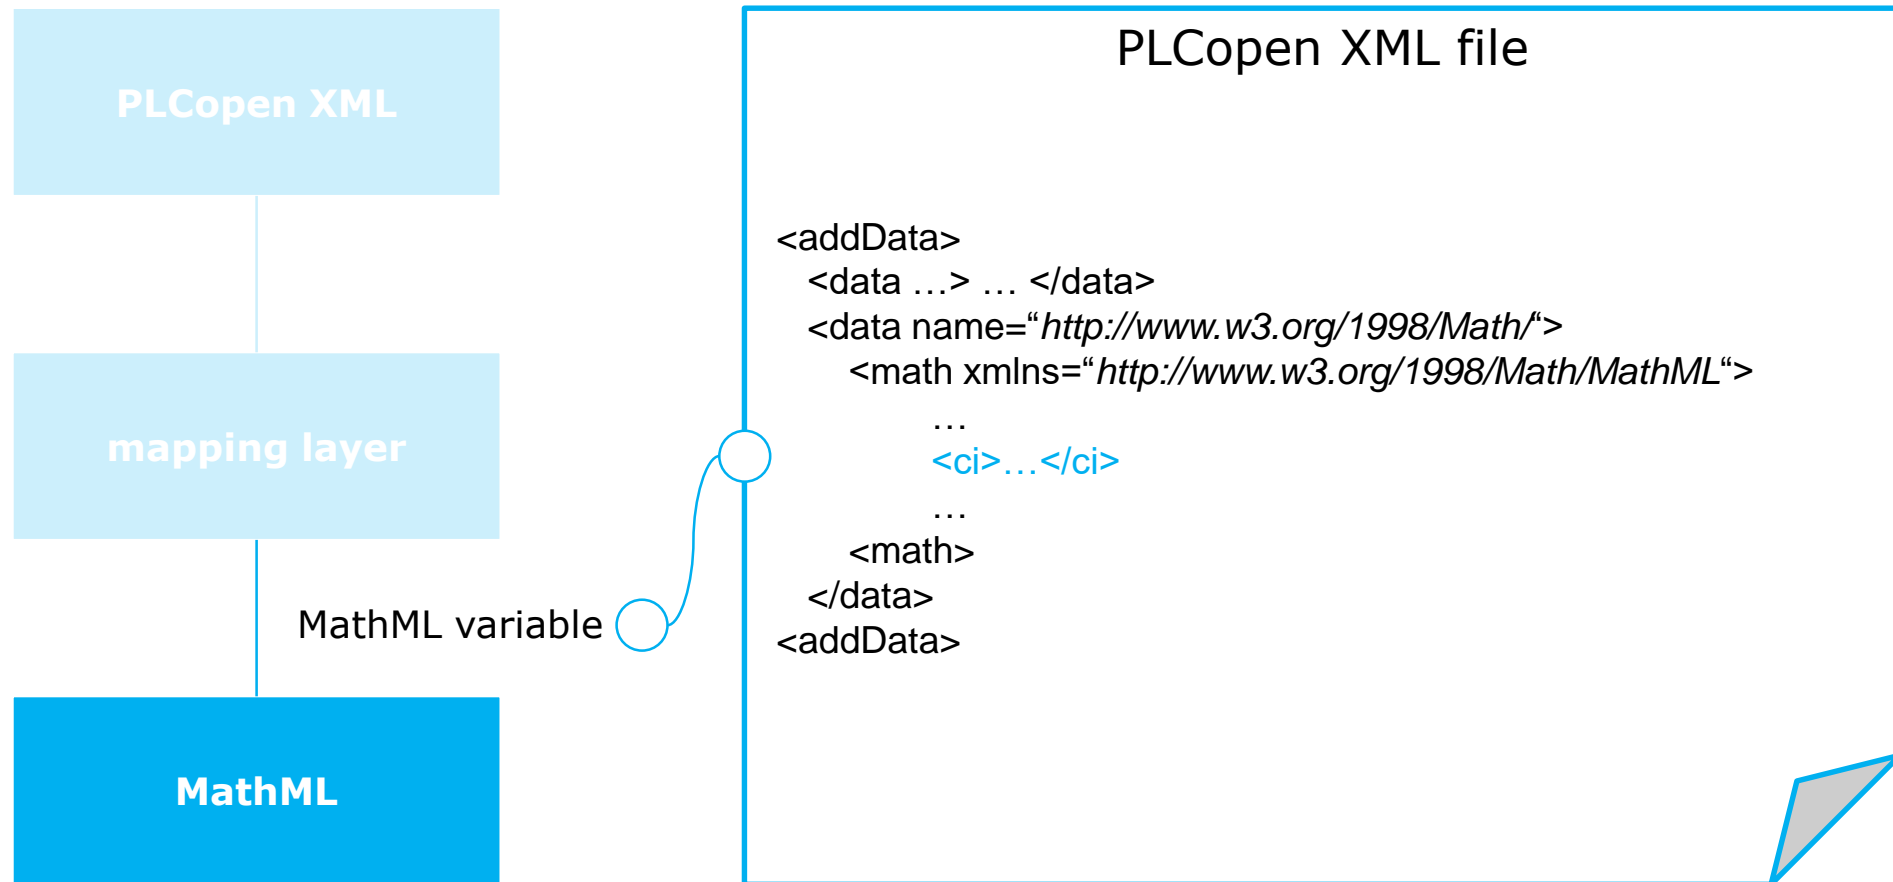 PLCopen XML
mapping layer
MathML variable
MathML
PLCopen XML file
<addData>
<data …> … </data>
<data name=“http://www.w3.org/1998/Math/“>
<math xmlns=“http://www.w3.org/1998/Math/MathML“>
…
<ci>…</ci>
…
<math>
</data>
<addData>